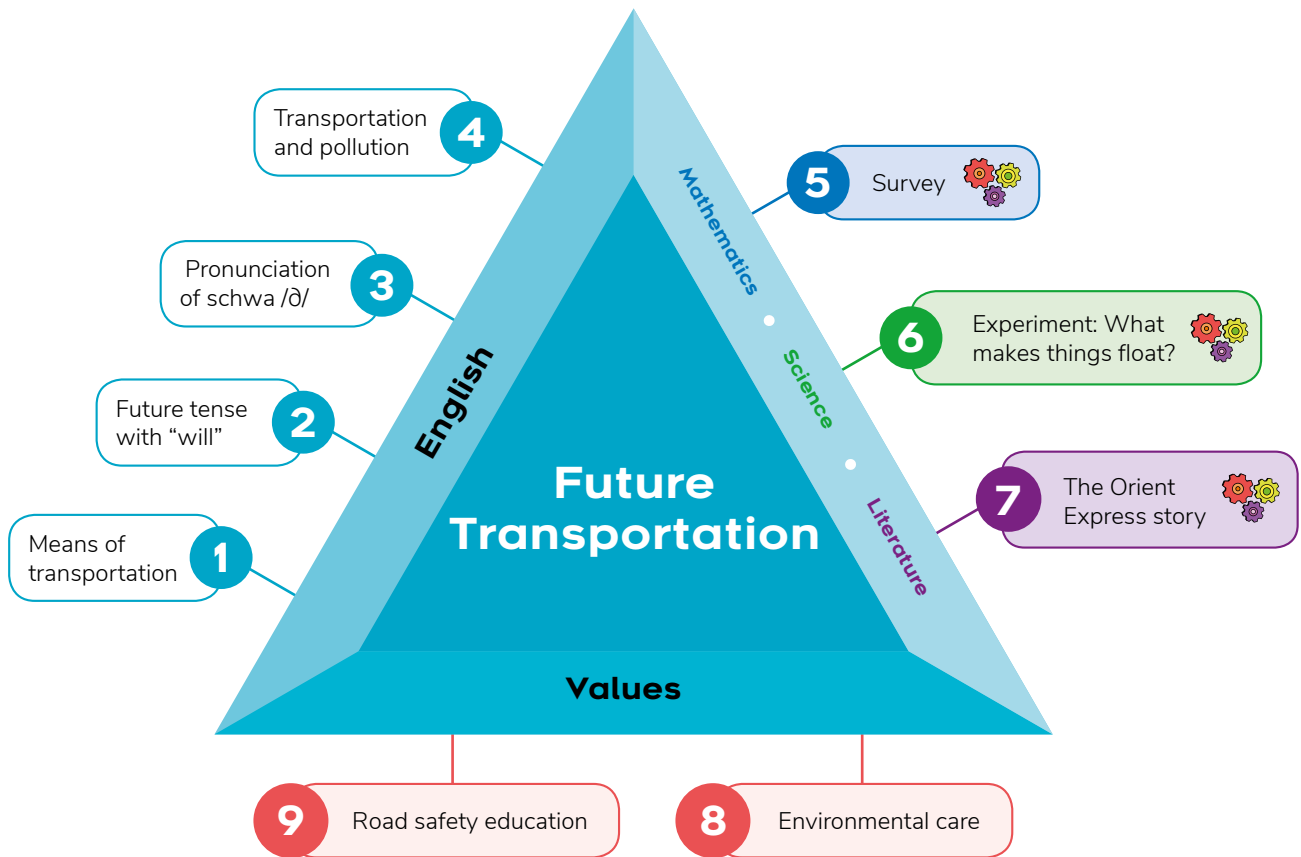 4
Transportation
and pollution
3
Pronunciation
of schwa /∂/
2
Future tense
with “will”
1
Means of
transportation
English
Future
Transportation
Mathematics
Science
Literature
5
Survey
6
Experiment: What
makes things float?
7
The Orient
Express story
Values
9
Road safety education
8
Environmental care